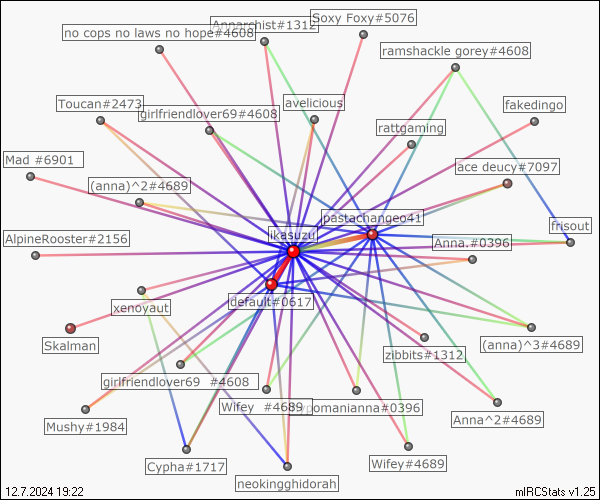 Soxy Foxy#5076
Annarchist#1312
no cops no laws no hope#4608
ramshackle gorey#4608
Toucan#2473
avelicious
fakedingo
girlfriendlover69#4608
rattgaming
Mad #6901
ace deucy#7097
(anna)^2#4689
pastachangeo41
frisout
ikasuzu
AlpineRooster#2156
Anna.#0396
default#0617
xenoyaut
Skalman
zibbits#1312
(anna)^3#4689
girlfriendlover69 #4608
Wifey #4689
pomanianna#0396
Anna^2#4689
Mushy#1984
Cypha#1717
Wifey#4689
neokingghidorah
12.7.2024 19:22
mIRCStats v1.25